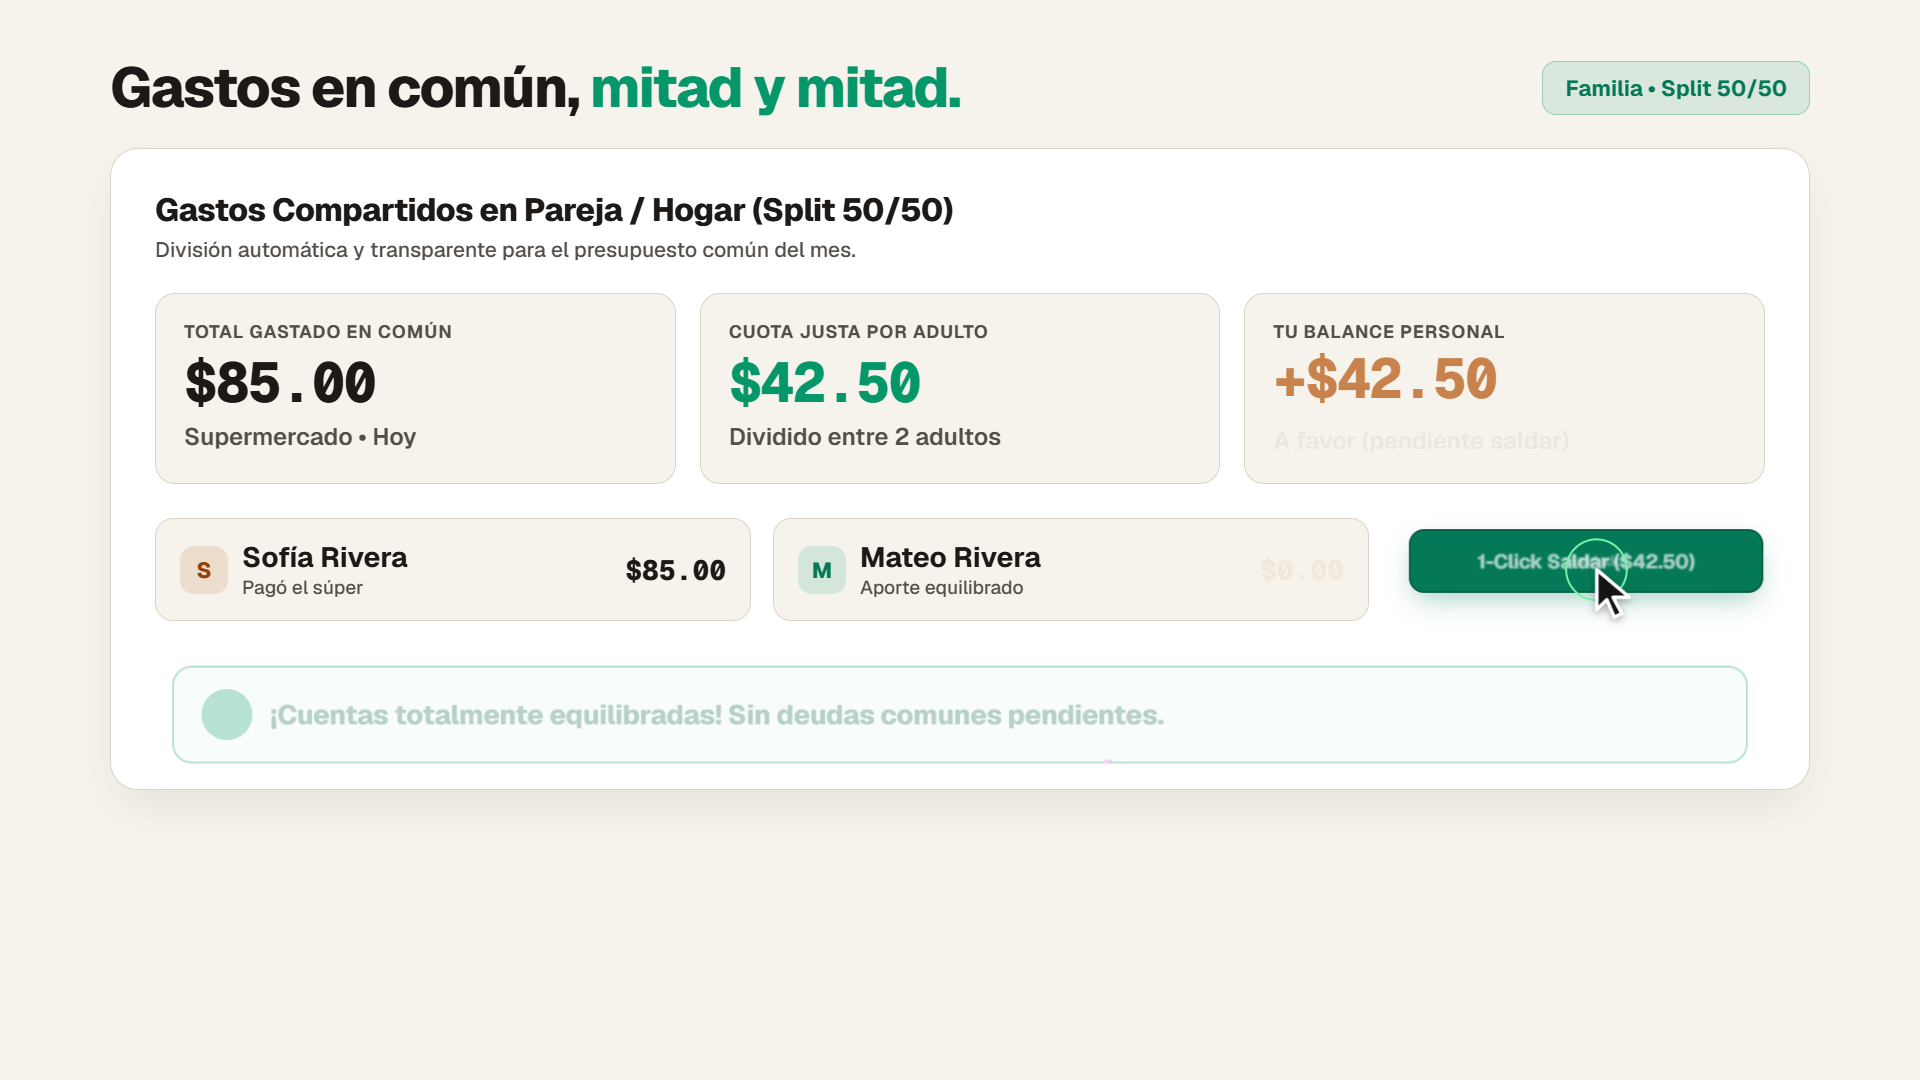 Gastos en común, mitad y mitad.
Familia • Split 50/50
Gastos Compartidos en Pareja / Hogar (Split 50/50)
División automática y transparente para el presupuesto común del mes.
TOTAL GASTADO EN COMÚN
$85.00
Supermercado • Hoy
CUOTA JUSTA POR ADULTO
$42.50
Dividido entre 2 adultos
TU BALANCE PERSONAL
+$42.50
A favor (pendiente saldar)
S
Sofía Rivera
Pagó el súper
$85.00
M
Mateo Rivera
Aporte equilibrado
$0.00
1-Click Saldar ($42.50)
¡Cuentas totalmente equilibradas! Sin deudas comunes pendientes.